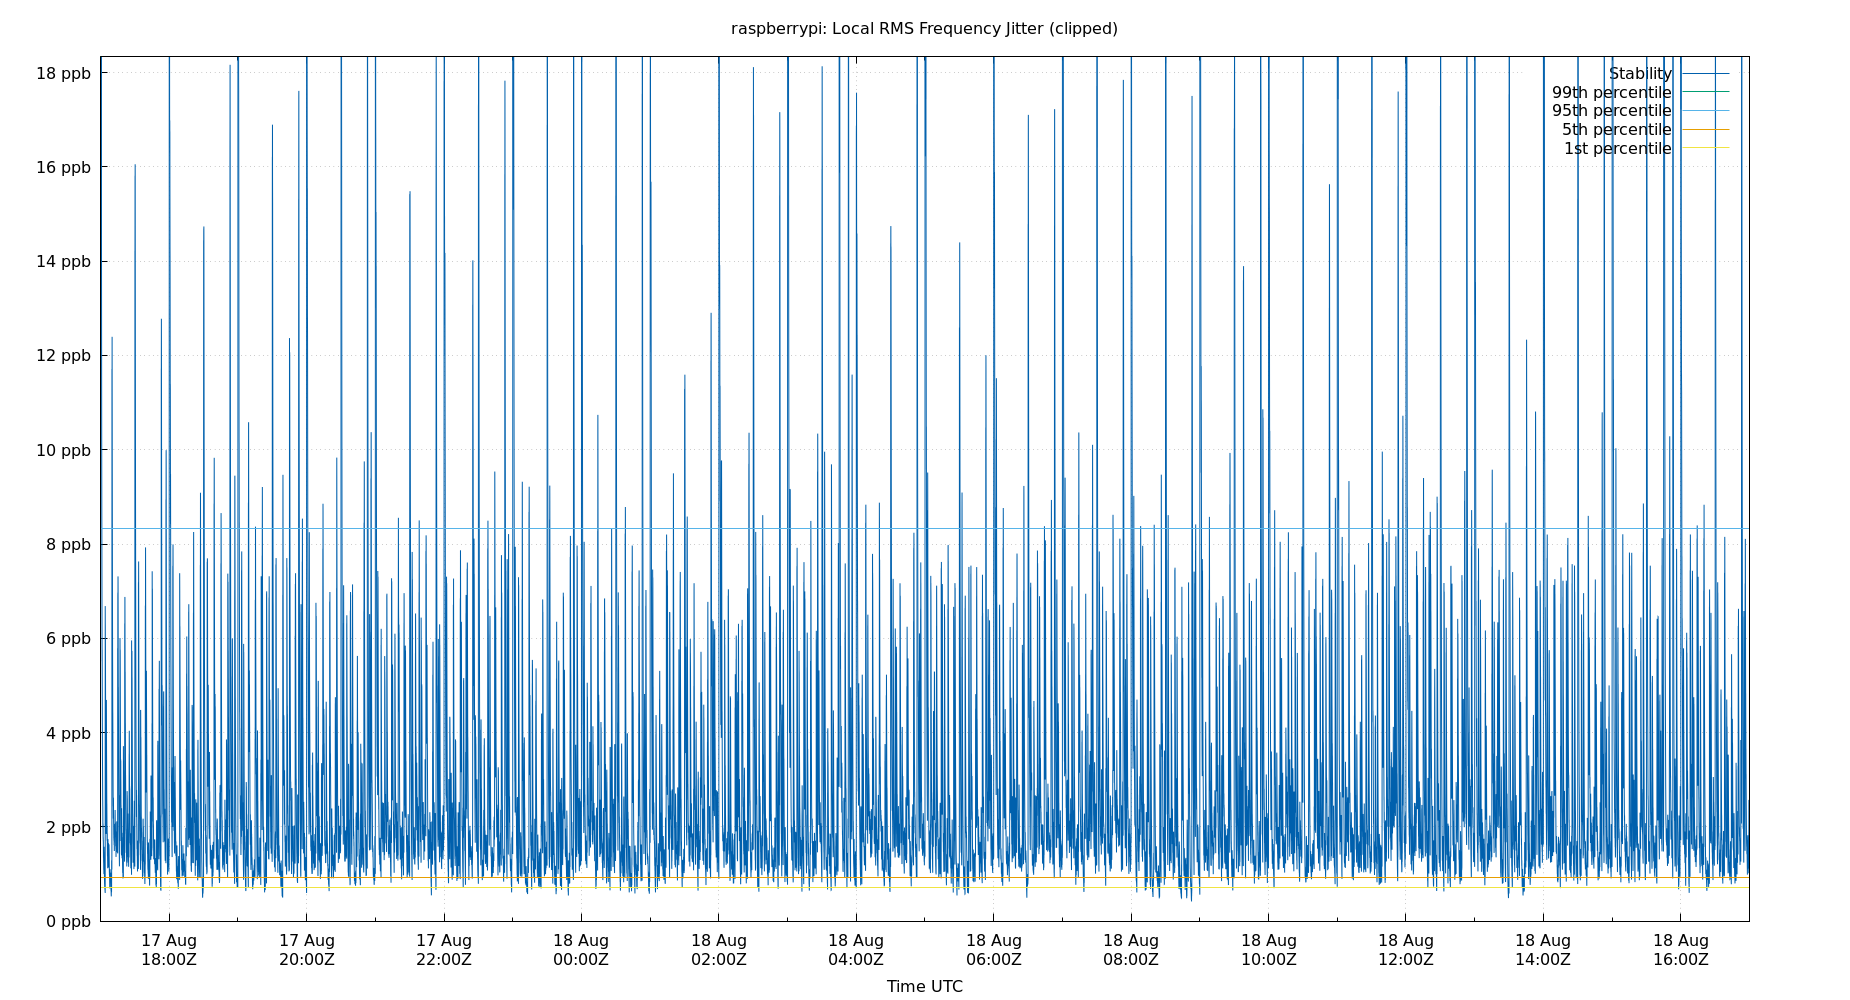 raspberrypi: Local RMS Frequency Jitter (clipped)
18 ppb
16 ppb
14 ppb
12 ppb
10 ppb
8 ppb
6 ppb
4 ppb
2 ppb
0 ppb
Stability
99th percentile
95th percentile
5th percentile
1st percentile
17 Aug 17 Aug 17 Aug 18 Aug 18 Aug 18 Aug 18 Aug 18 Aug 18 Aug 18 Aug 18 Aug 18 Aug
18:00Z 20:00Z 22:00Z 00:00Z 02:00Z 04:00Z 06:00Z 08:00Z 10:00Z 12:00Z 14:00Z 16:00Z
Time UTC